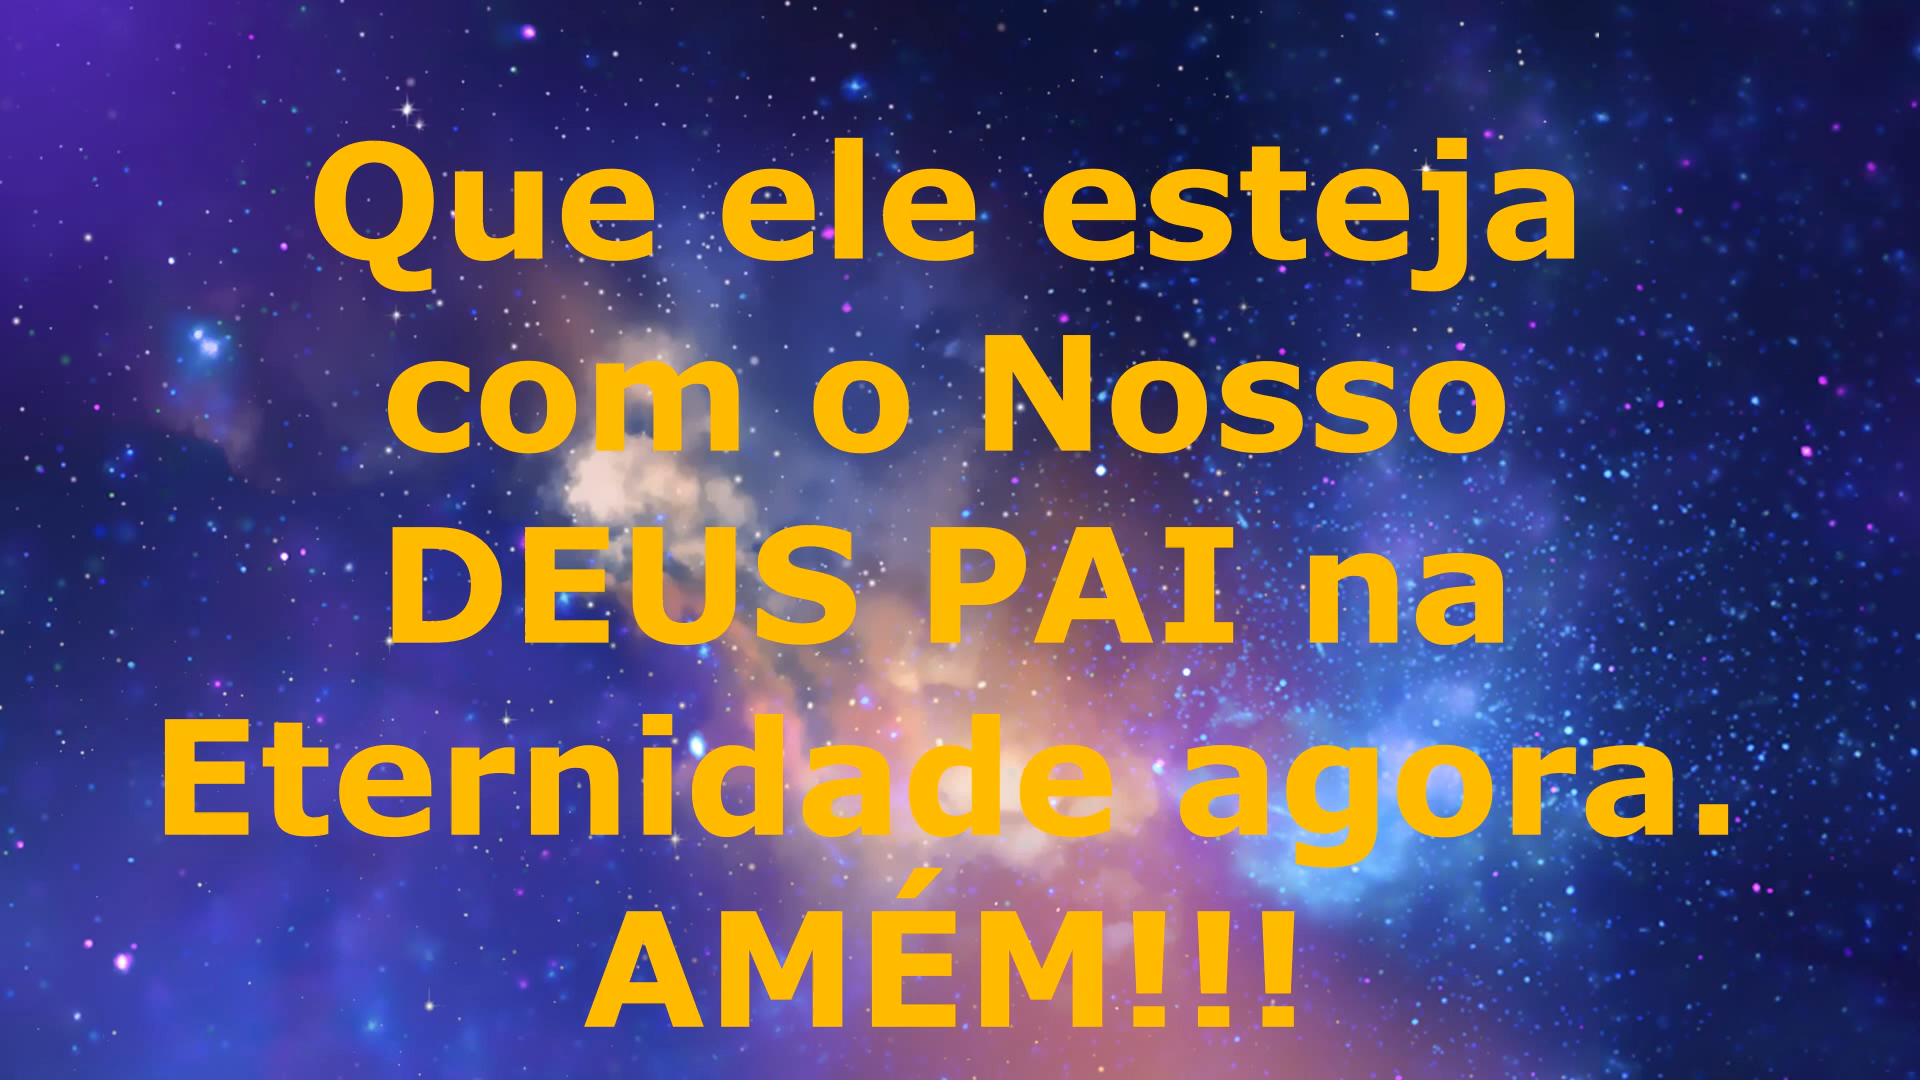 Que ele esteja
com o Nosso
DEUS PAI na
Eternidade agora.
AMÉM!!!